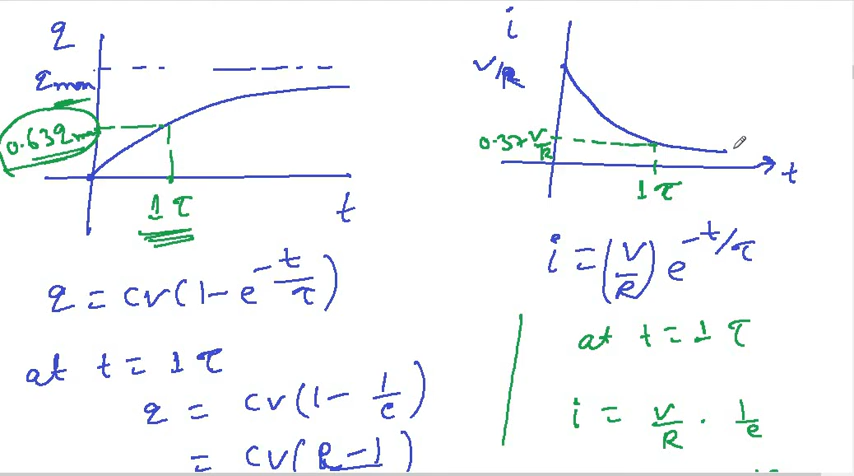 q
q max
0.63 q m
1 τ
t
q = cv(1 - e^(-t/τ))
at t = 1 τ
q = cv(1 - 1/e)
= cv(e-1)
i
V/R
0.37 V/R
1 τ
t
i = (V/R) e^(-t/τ)
at t = 1 τ
i = V/R . 1/e